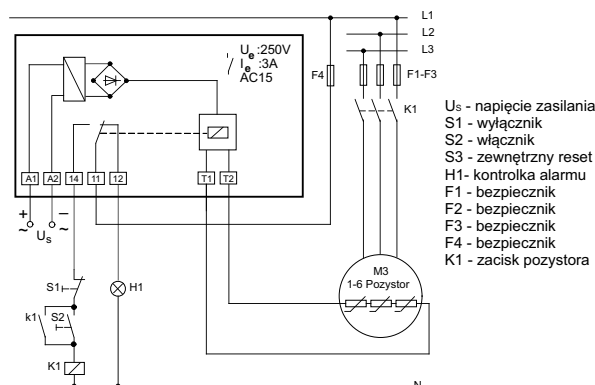 L1
L2
L3
Ue:250V
Ie:3A
AC15
F4
F1-F3
K1
A1 A2 14 11 12 T1 T2
+ −
~ Us ~
S1
H1
k1 S2
K1
M3
1-6 Pozystor
N
Us - napięcie zasilania
S1 - wyłącznik
S2 - włącznik
S3 - zewnętrzny reset
H1- kontrolka alarmu
F1 - bezpiecznik
F2 - bezpiecznik
F3 - bezpiecznik
F4 - bezpiecznik
K1 - zacisk pozystora